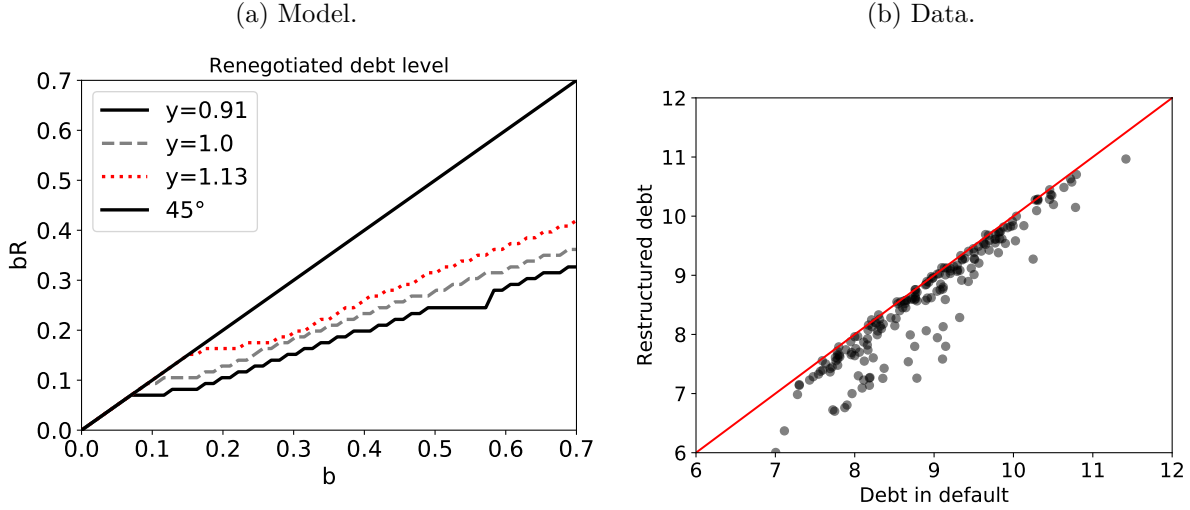 (a) Model.
Renegotiated debt level
0.7
0.6
0.5
0.4
0.3
0.2
0.1
0.0
bR
y=0.91
y=1.0
y=1.13
45°
0.0 0.1 0.2 0.3 0.4 0.5 0.6 0.7
b
(b) Data.
12
11
10
9
8
7
6
Restructured debt
6 7 8 9 10 11 12
Debt in default